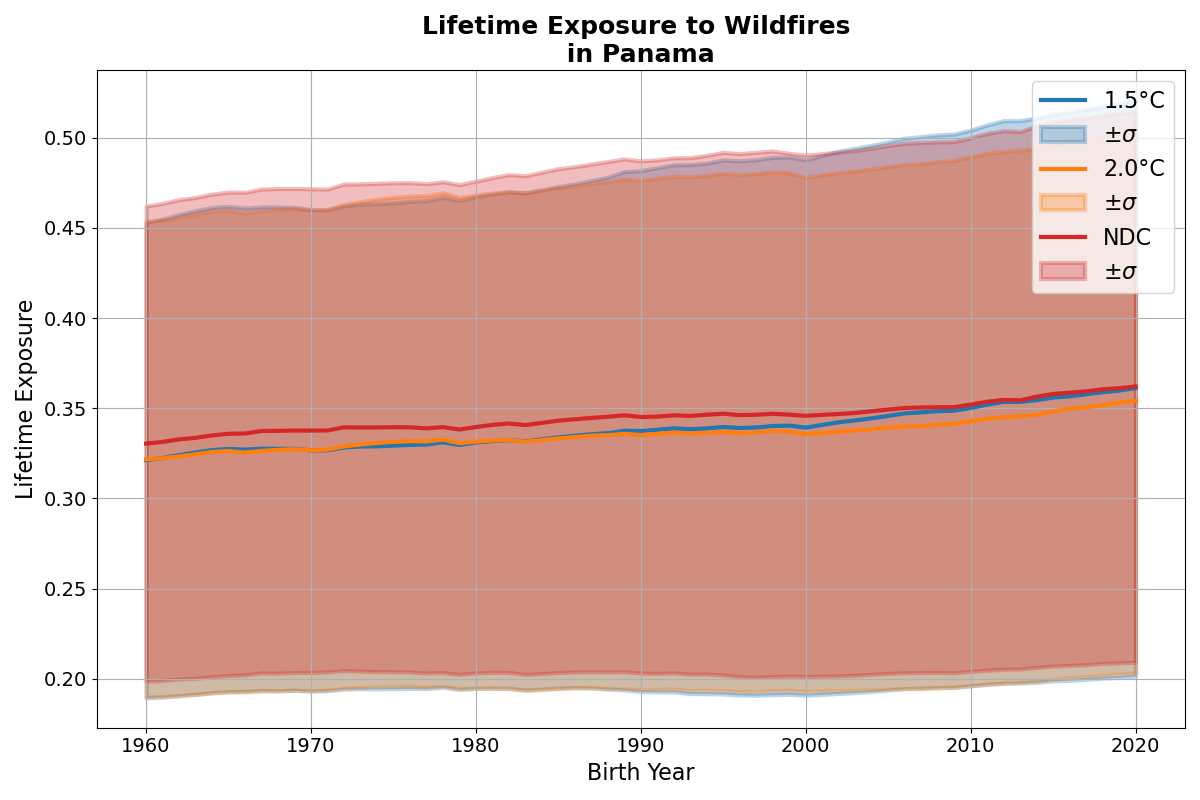 Lifetime Exposure to Wildfires
in Panama
Lifetime Exposure
0.50
0.45
0.40
0.35
0.30
0.25
0.20
1960
1970
1980
1990
2000
2010
2020
Birth Year
1.5°C
±σ
2.0°C
±σ
NDC
±σ